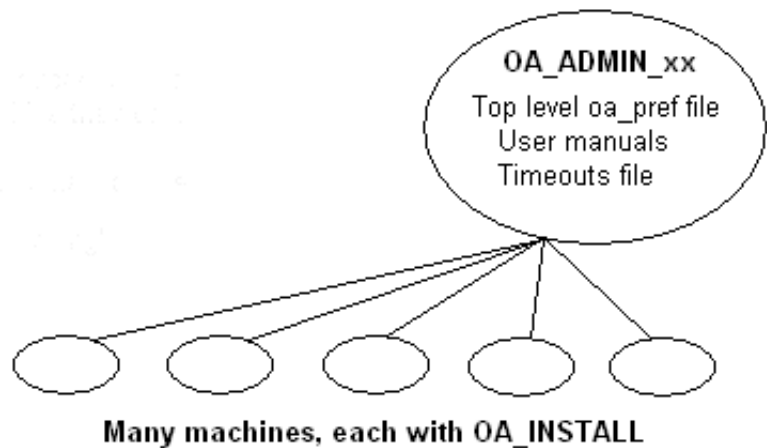 OA_ADMIN_xx
Top level oa_pref file
User manuals
Timeouts file
Many machines, each with OA_INSTALL